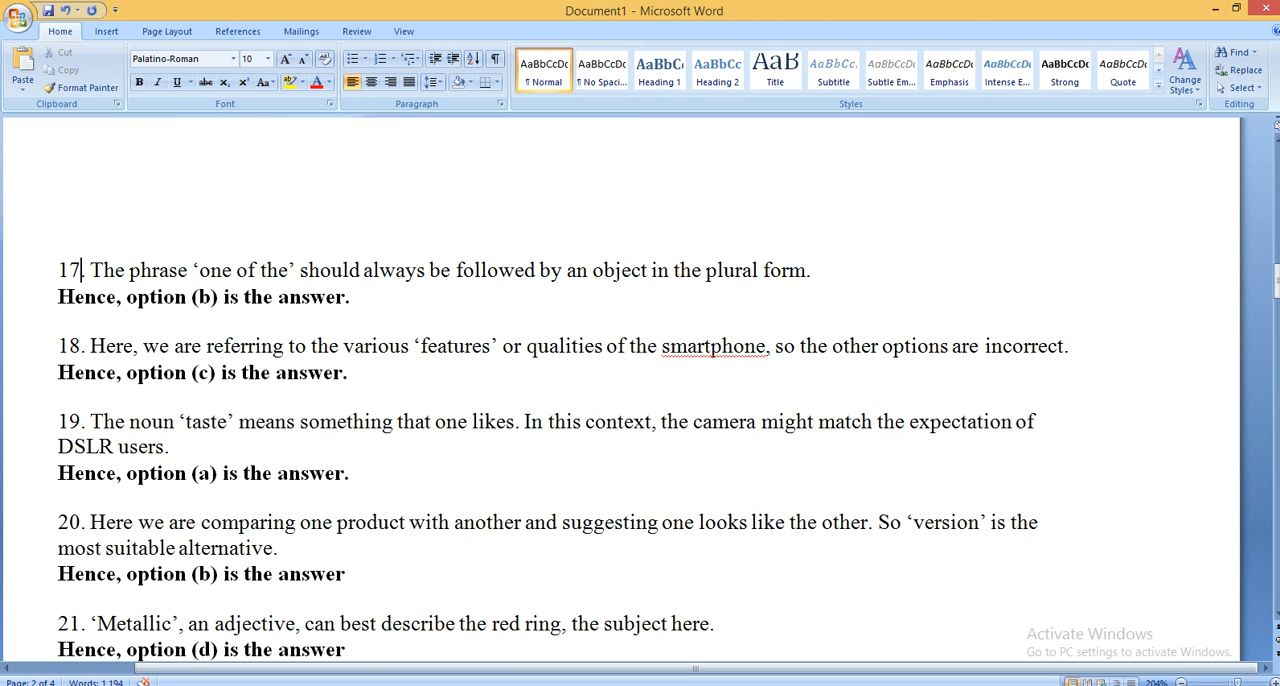 Document1 - Microsoft Word
Home Insert Page Layout References Mailings Review View
Paste
Cut
Copy
Format Painter
Clipboard
Palatino-Roman 10
B I U abe x₂ x² Aa
Font
Paragraph
AaBbCcDc AaBbCcDc AaBbC AaBbCc AaB AaBbCc. AaBbCcDc AaBbCcDc AaBbCcDc AaBbCcDc AaBbCcDc
¶ Normal ¶ No Spaci... Heading 1 Heading 2 Title Subtitle Subtle Em... Emphasis Intense E... Strong Quote
Styles
Change Styles
Find
Replace
Select
Editing
17. The phrase ‘one of the’ should always be followed by an object in the plural form.
Hence, option (b) is the answer.
18. Here, we are referring to the various ‘features’ or qualities of the smartphone, so the other options are incorrect.
Hence, option (c) is the answer.
19. The noun ‘taste’ means something that one likes. In this context, the camera might match the expectation of
DSLR users.
Hence, option (a) is the answer.
20. Here we are comparing one product with another and suggesting one looks like the other. So ‘version’ is the
most suitable alternative.
Hence, option (b) is the answer
21. ‘Metallic’, an adjective, can best describe the red ring, the subject here.
Hence, option (d) is the answer
Activate Windows
Go to PC settings to activate Windows.
Page: 2 of 4 Words: 1,194 204%